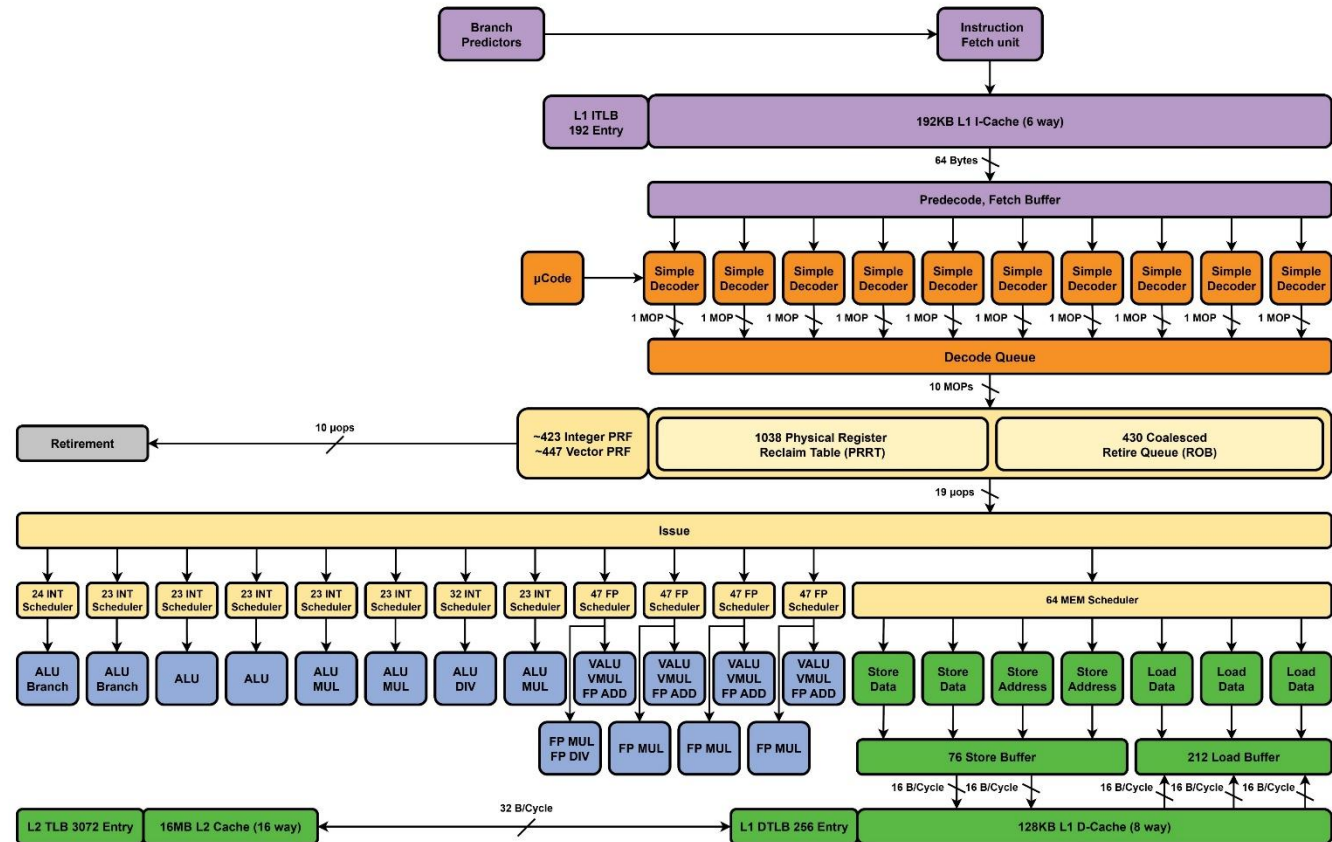 Branch
Predictors
Instruction
Fetch unit
L1 ITLB
192 Entry
192KB L1 I-Cache (6 way)
64 Bytes
Predecode, Fetch Buffer
µCode
Simple
Decoder
Simple
Decoder
Simple
Decoder
Simple
Decoder
Simple
Decoder
Simple
Decoder
Simple
Decoder
Simple
Decoder
Simple
Decoder
Simple
Decoder
1 MOP
1 MOP
1 MOP
1 MOP
1 MOP
1 MOP
1 MOP
1 MOP
1 MOP
1 MOP
Decode Queue
10 MOPs
Retirement
10 µops
~423 Integer PRF
~447 Vector PRF
1038 Physical Register
Reclaim Table (PRRT)
430 Coalesced
Retire Queue (ROB)
19 µops
Issue
24 INT
Scheduler
23 INT
Scheduler
23 INT
Scheduler
23 INT
Scheduler
23 INT
Scheduler
23 INT
Scheduler
32 INT
Scheduler
23 INT
Scheduler
47 FP
Scheduler
47 FP
Scheduler
47 FP
Scheduler
47 FP
Scheduler
64 MEM Scheduler
ALU
Branch
ALU
Branch
ALU
ALU
ALU
MUL
ALU
MUL
ALU
DIV
ALU
MUL
VALU
VMUL
FP ADD
VALU
VMUL
FP ADD
VALU
VMUL
FP ADD
VALU
VMUL
FP ADD
Store
Data
Store
Data
Store
Address
Store
Address
Load
Data
Load
Data
Load
Data
FP MUL
FP DIV
FP MUL
FP MUL
FP MUL
76 Store Buffer
212 Load Buffer
16 B/Cycle
16 B/Cycle
16 B/Cycle
16 B/Cycle
16 B/Cycle
L2 TLB 3072 Entry
16MB L2 Cache (16 way)
32 B/Cycle
L1 DTLB 256 Entry
128KB L1 D-Cache (8 way)